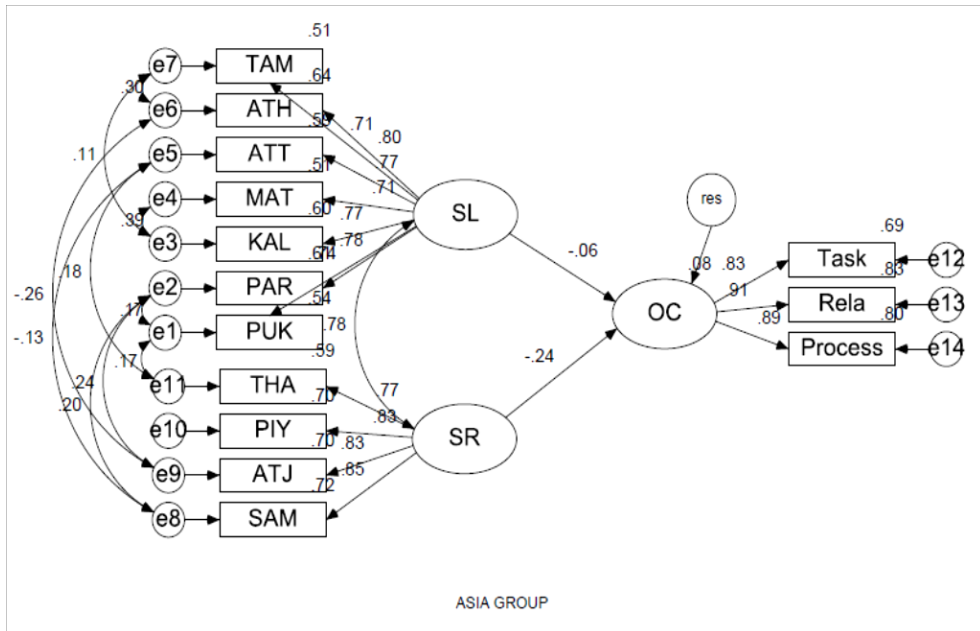 .51
e7 TAM
.30 .64
e6 ATH
.71
.59
.80
.11 e5 ATT
.77
.51
.71
e4 MAT
res
SL
.39 .60 .77
.69
e3 KAL .78
-.06
Task e12
.08 .83
.83
.18
e2 PAR
.91
-.26 .54
OC
Rela e13
.17
.89 .80
e1 PUK .78
-.13
Process e14
.59
.17
-.24
.24 e11 THA .77
.70
.20
.83
e10 PIY
SR
.70 .83
e9 ATJ .85
.72
e8 SAM
ASIA GROUP